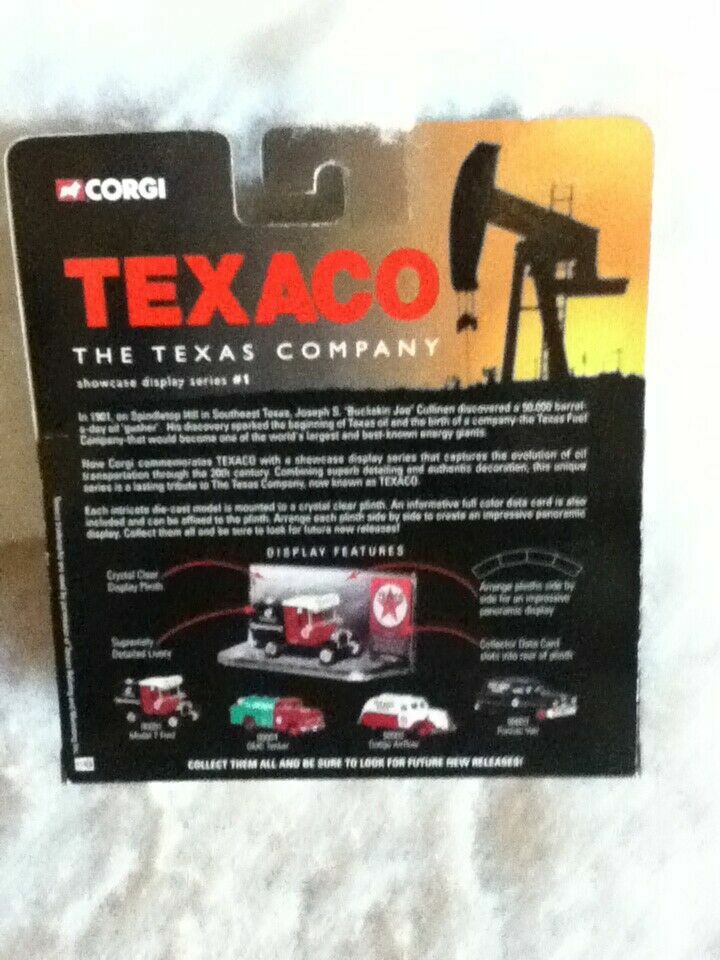 CORGI
TEXACO
THE TEXAS COMPANY
showcase display series #1
In 1901, on Spindletop Hill in Southeast Texas, Joseph S. "Buckskin Joe" Cullinan discovered a 50,000 barrel-
a-day oil "gusher". His discovery sparked the beginning of Texas oil and the birth of a company-the Texas Fuel
Company-that would become one of the world's largest and best-known energy giants.
Now Corgi commemorates TEXACO with a showcase display series that captures the evolution of oil
transportation through the 20th century. Combining superb detailing and authentic decoration, this unique
series is a lasting tribute to The Texas Company, now known as TEXACO.
Each intricate die-cast model is mounted to a crystal clear plinth. An informative full color data card is also
included and can be affixed to the plinth. Arrange each plinth side by side to create an impressive panoramic
display. Collect them all and be sure to look for future new releases!
DISPLAY FEATURES
Crystal Clear
Display Plinth
Arrange plinths side by
side for an impressive
panoramic display
Supremely
Detailed Livery
Collector Data Card
slots into rear of plinth
Model T Ford
GMC Tanker
Dodge Airflow
Pontiac Van
COLLECT THEM ALL AND BE SURE TO LOOK FOR FUTURE NEW RELEASES!